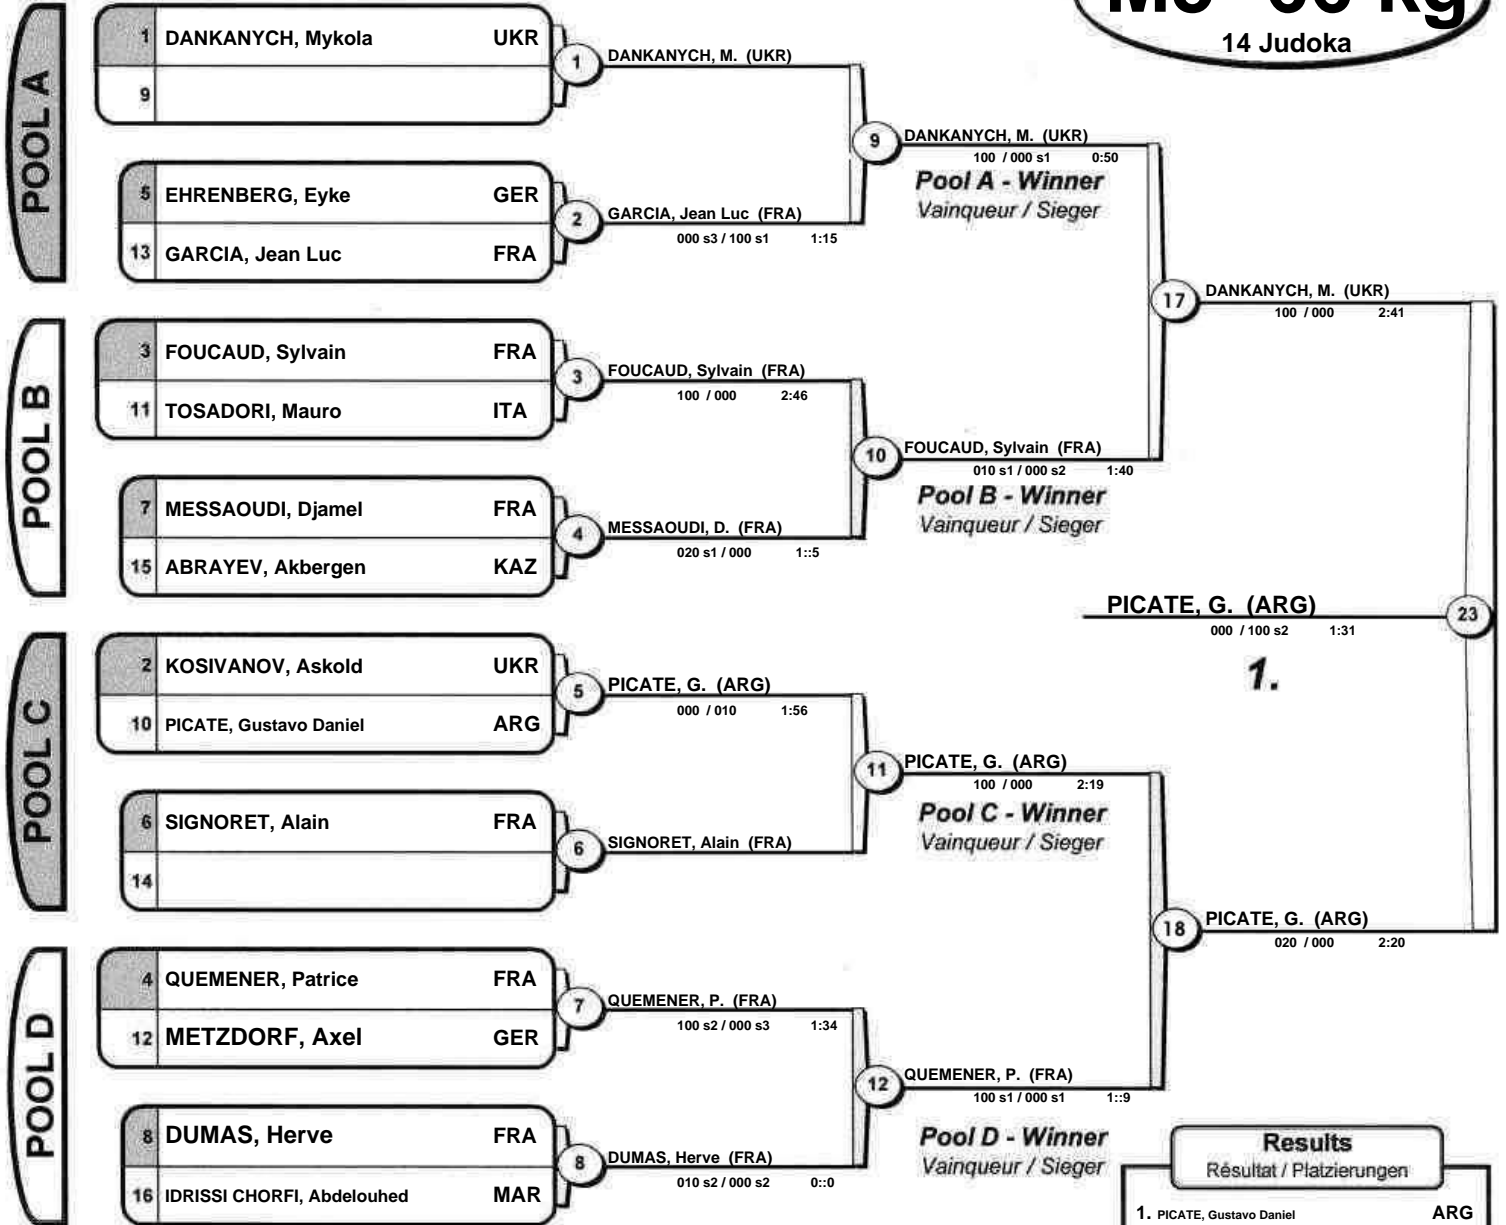 14 Judoka
POOL A
1 DANKANYCH, Mykola UKR
9
5 EHRENBERG, Eyke GER
13 GARCIA, Jean Luc FRA
1 DANKANYCH, M. (UKR)
2 GARCIA, Jean Luc (FRA)
000 s3 / 100 s1 1:15
9 DANKANYCH, M. (UKR)
100 / 000 s1 0:50
Pool A - Winner
Vainqueur / Sieger
POOL B
3 FOUCAUD, Sylvain FRA
11 TOSADORI, Mauro ITA
7 MESSAOUDI, Djamel FRA
15 ABRAYEV, Akbergen KAZ
3 FOUCAUD, Sylvain (FRA)
100 / 000 2:46
4 MESSAOUDI, D. (FRA)
020 s1 / 000 1::5
10 FOUCAUD, Sylvain (FRA)
010 s1 / 000 s2 1:40
Pool B - Winner
Vainqueur / Sieger
17 DANKANYCH, M. (UKR)
100 / 000 2:41
POOL C
2 KOSIVANOV, Askold UKR
10 PICATE, Gustavo Daniel ARG
6 SIGNORET, Alain FRA
14
5 PICATE, G. (ARG)
000 / 010 1:56
6 SIGNORET, Alain (FRA)
11 PICATE, G. (ARG)
100 / 000 2:19
Pool C - Winner
Vainqueur / Sieger
PICATE, G. (ARG) 23
000 / 100 s2 1:31
1.
POOL D
4 QUEMENER, Patrice FRA
12 METZDORF, Axel GER
8 DUMAS, Herve FRA
16 IDRISSI CHORFI, Abdelouhed MAR
7 QUEMENER, P. (FRA)
100 s2 / 000 s3 1:34
8 DUMAS, Herve (FRA)
010 s2 / 000 s2 0::0
12 QUEMENER, P. (FRA)
100 s1 / 000 s1 1::9
Pool D - Winner
Vainqueur / Sieger
18 PICATE, G. (ARG)
020 / 000 2:20
Results
Résultat / Platzierungen
1. PICATE, Gustavo Daniel ARG